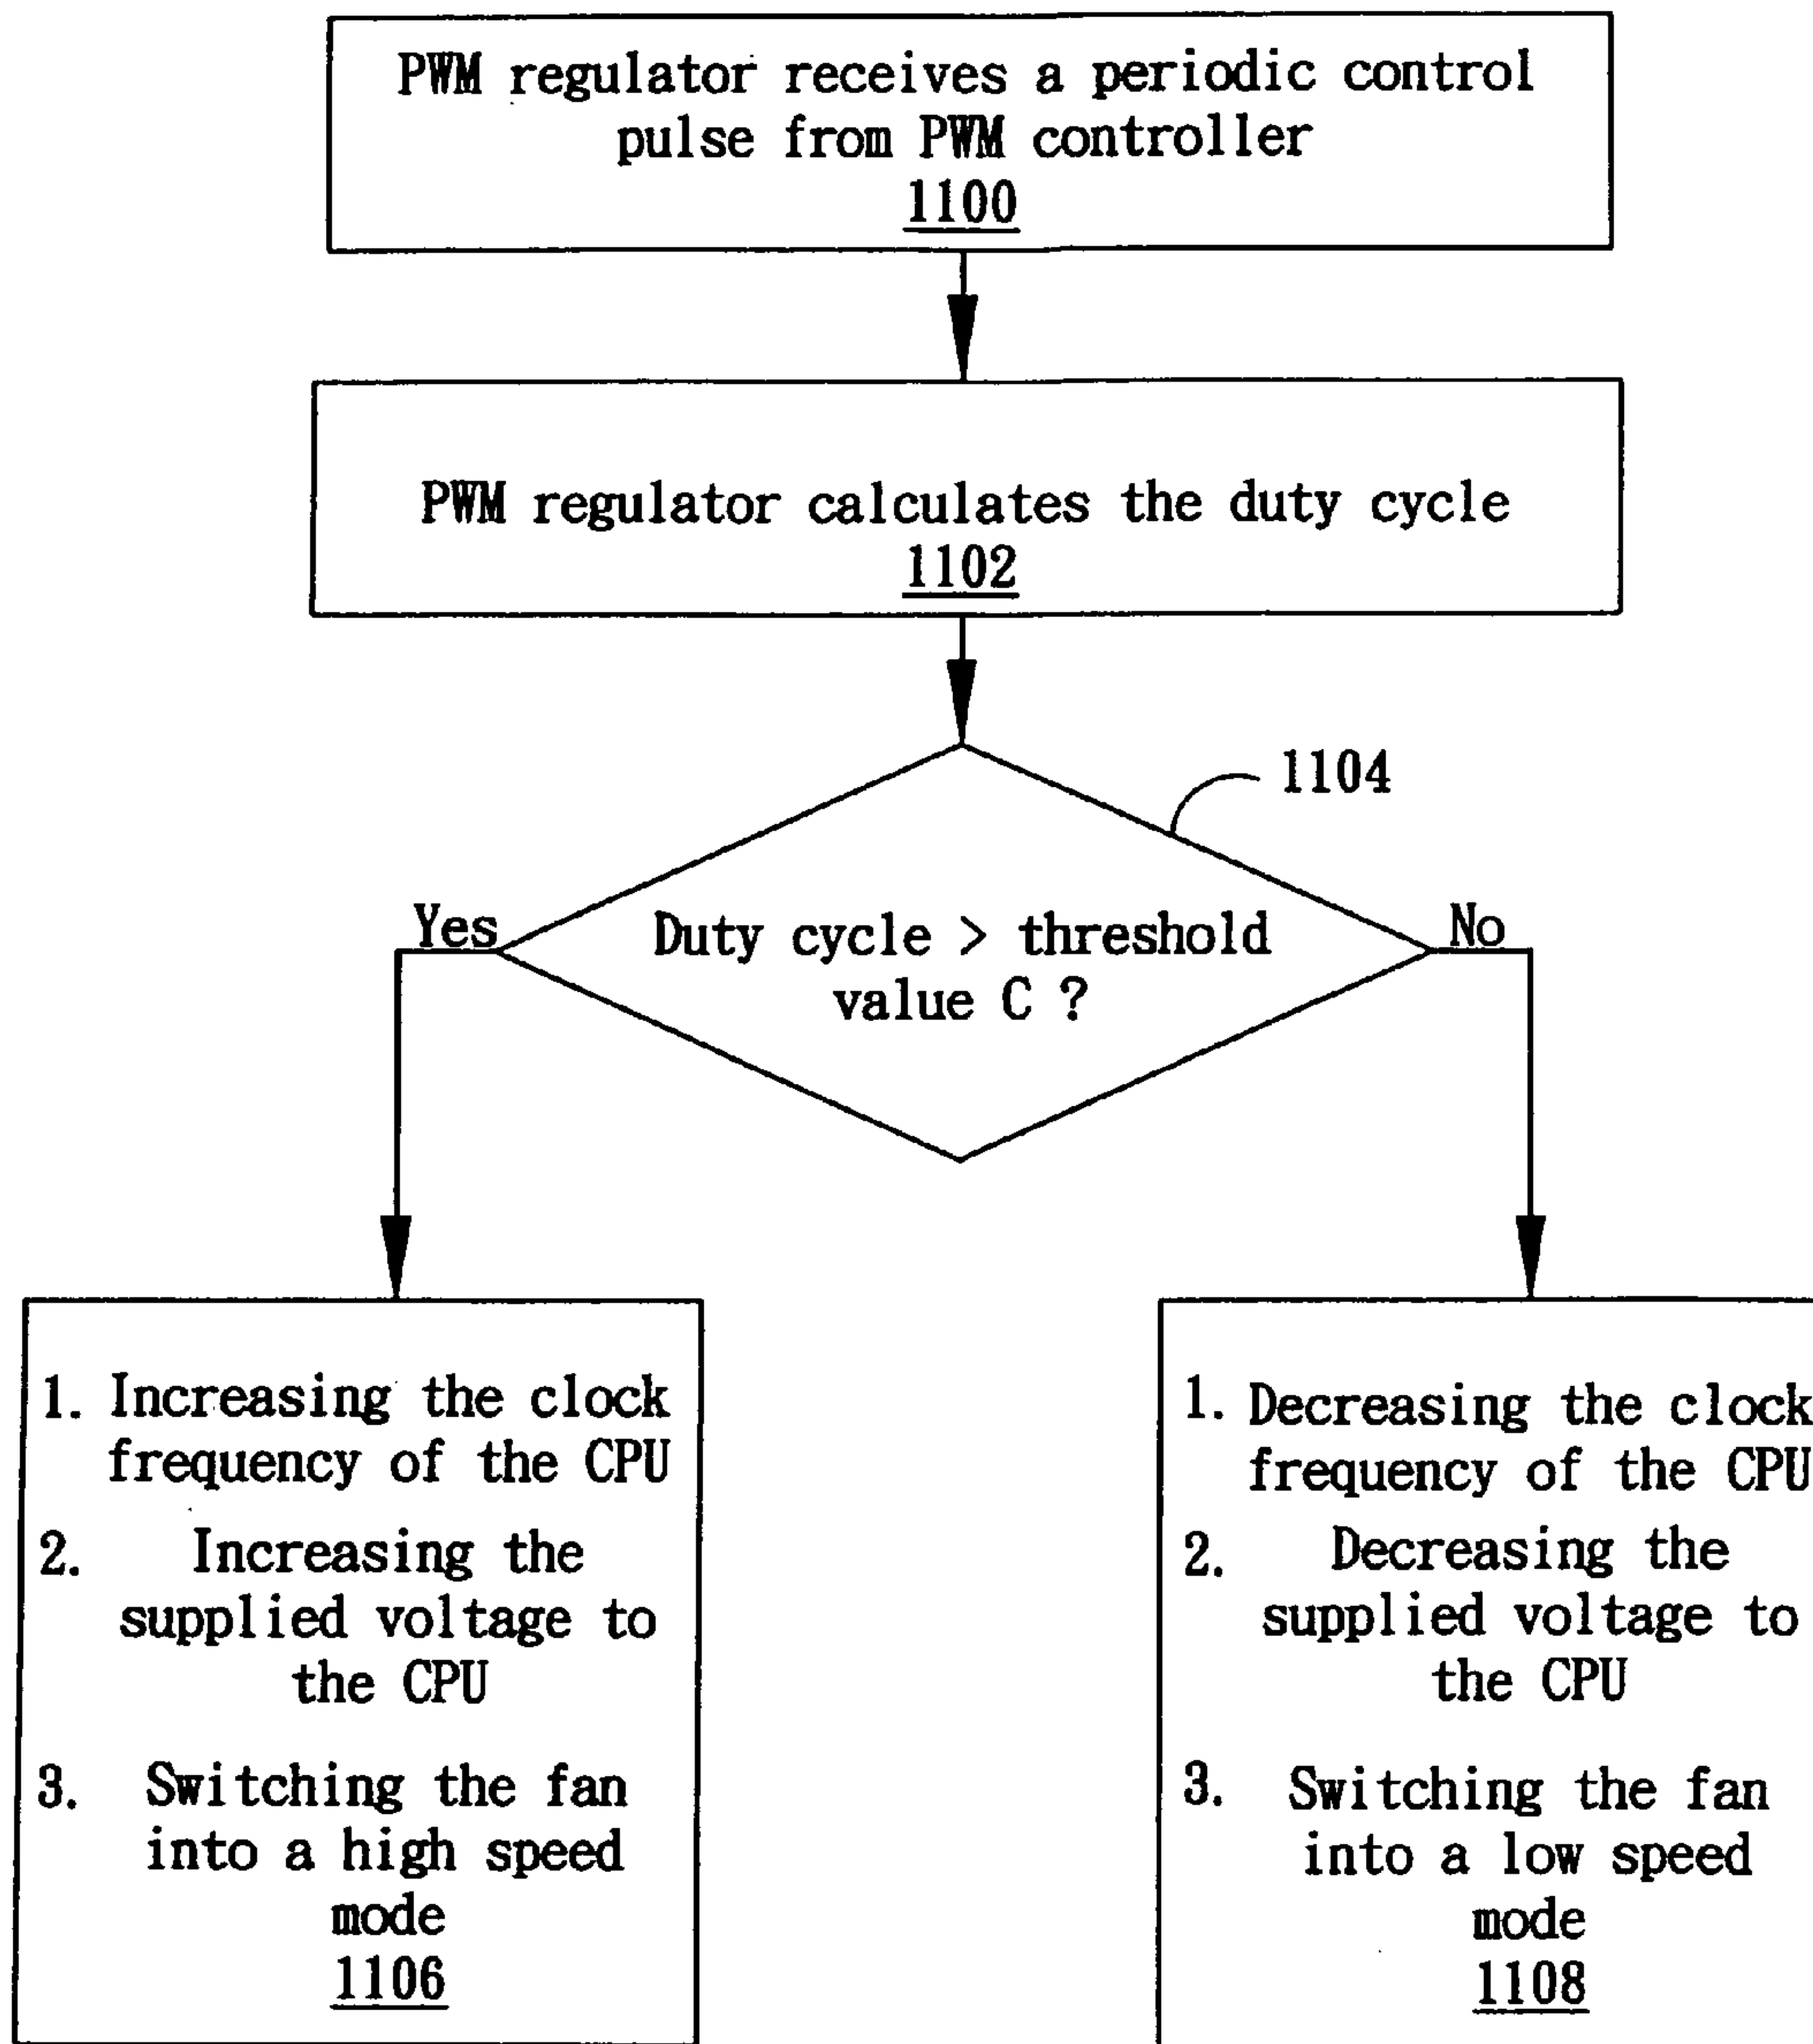 PWM regulator receives a periodic control
pulse from PWM controller
1100
PWM regulator calculates the duty cycle
1102
1104
Duty cycle > threshold
value C ?
Yes
No
1. Increasing the clock
frequency of the CPU
2. Increasing the
supplied voltage to
the CPU
3. Switching the fan
into a high speed
mode
1106
1. Decreasing the clock
frequency of the CPU
2. Decreasing the
supplied voltage to
the CPU
3. Switching the fan
into a low speed
mode
1108